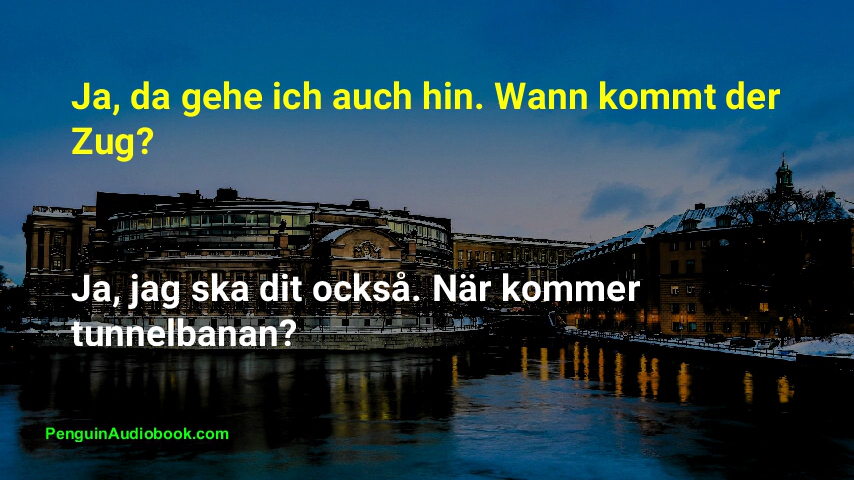 Ja, da gehe ich auch hin. Wann kommt der
Zug?
Ja, jag ska dit också. När kommer
tunnelbanan?
PenguinAudiobook.com